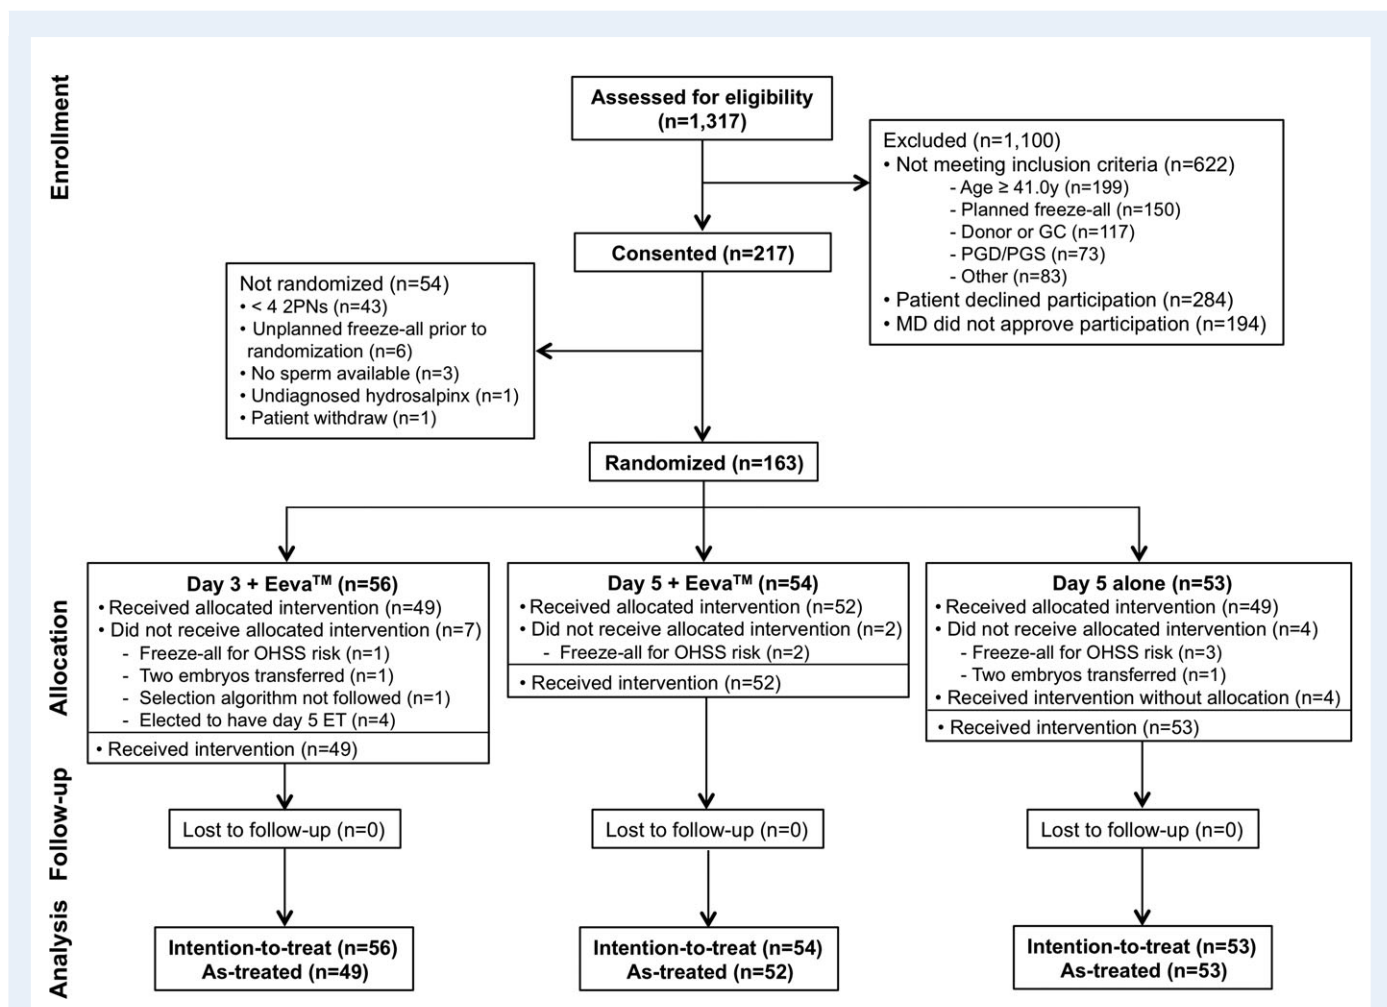 Enrollment
Assessed for eligibility
(n=1,317)
Excluded (n=1,100)
• Not meeting inclusion criteria (n=622)
- Age ≥ 41.0y (n=199)
- Planned freeze-all (n=150)
- Donor or GC (n=117)
- PGD/PGS (n=73)
- Other (n=83)
• Patient declined participation (n=284)
• MD did not approve participation (n=194)
Consented (n=217)
Not randomized (n=54)
• < 4 2PNs (n=43)
• Unplanned freeze-all prior to
randomization (n=6)
• No sperm available (n=3)
• Undiagnosed hydrosalpinx (n=1)
• Patient withdraw (n=1)
Randomized (n=163)
Allocation
Day 3 + Eeva™ (n=56)
• Received allocated intervention (n=49)
• Did not receive allocated intervention (n=7)
- Freeze-all for OHSS risk (n=1)
- Two embryos transferred (n=1)
- Selection algorithm not followed (n=1)
- Elected to have day 5 ET (n=4)
• Received intervention (n=49)
Day 5 + Eeva™ (n=54)
• Received allocated intervention (n=52)
• Did not receive allocated intervention (n=2)
- Freeze-all for OHSS risk (n=2)
• Received intervention (n=52)
Day 5 alone (n=53)
• Received allocated intervention (n=49)
• Did not receive allocated intervention (n=4)
- Freeze-all for OHSS risk (n=3)
- Two embryos transferred (n=1)
• Received intervention without allocation (n=4)
• Received intervention (n=53)
Follow-up
Lost to follow-up (n=0)
Lost to follow-up (n=0)
Lost to follow-up (n=0)
Analysis
Intention-to-treat (n=56)
As-treated (n=49)
Intention-to-treat (n=54)
As-treated (n=52)
Intention-to-treat (n=53)
As-treated (n=53)